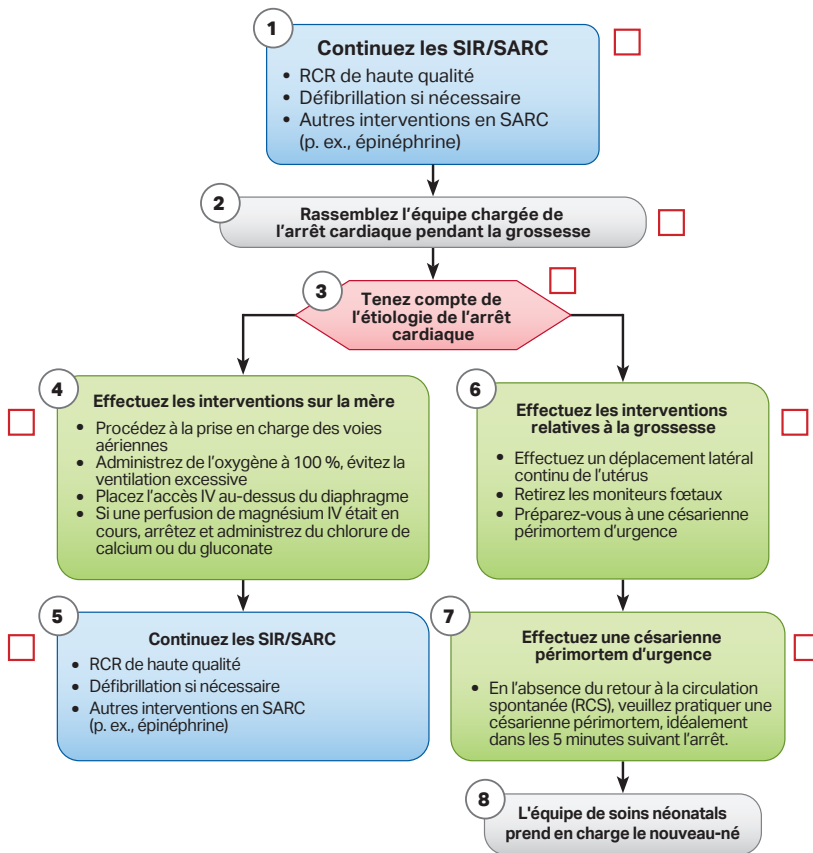 1
Continuez les SIR/SARC
• RCR de haute qualité
• Défibrillation si nécessaire
• Autres interventions en SARC
(p. ex., épinéphrine)
2
Rassemblez l'équipe chargée de
l'arrêt cardiaque pendant la grossesse
3
Tenez compte de
l'étiologie de l'arrêt
cardiaque
4
Effectuez les interventions sur la mère
• Procédez à la prise en charge des voies
aériennes
• Administrez de l'oxygène à 100 %, évitez la
ventilation excessive
• Placez l'accès IV au-dessus du diaphragme
• Si une perfusion de magnésium IV était en
cours, arrêtez et administrez du chlorure de
calcium ou du gluconate
5
Continuez les SIR/SARC
• RCR de haute qualité
• Défibrillation si nécessaire
• Autres interventions en SARC
(p. ex., épinéphrine)
6
Effectuez les interventions
relatives à la grossesse
• Effectuez un déplacement latéral
continu de l'utérus
• Retirez les moniteurs fœtaux
• Préparez-vous à une césarienne
périmortem d'urgence
7
Effectuez une césarienne
périmortem d'urgence
• En l'absence du retour à la circulation
spontanée (RCS), veuillez pratiquer une
césarienne périmortem, idéalement
dans les 5 minutes suivant l'arrêt.
8
L'équipe de soins néonatals
prend en charge le nouveau-né